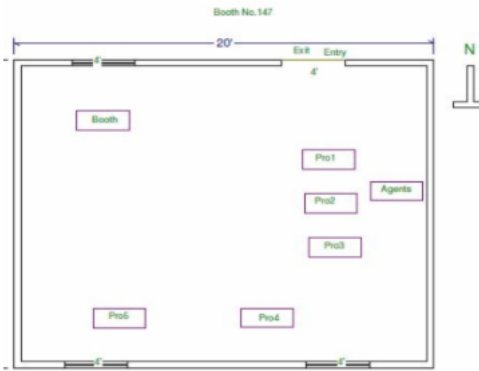 Booth No.147
20'
Exit Entry
N
4' 4'
Booth
Pro1
Agents
Pro2
Pro3
Pro5 Pro4
4' 4'